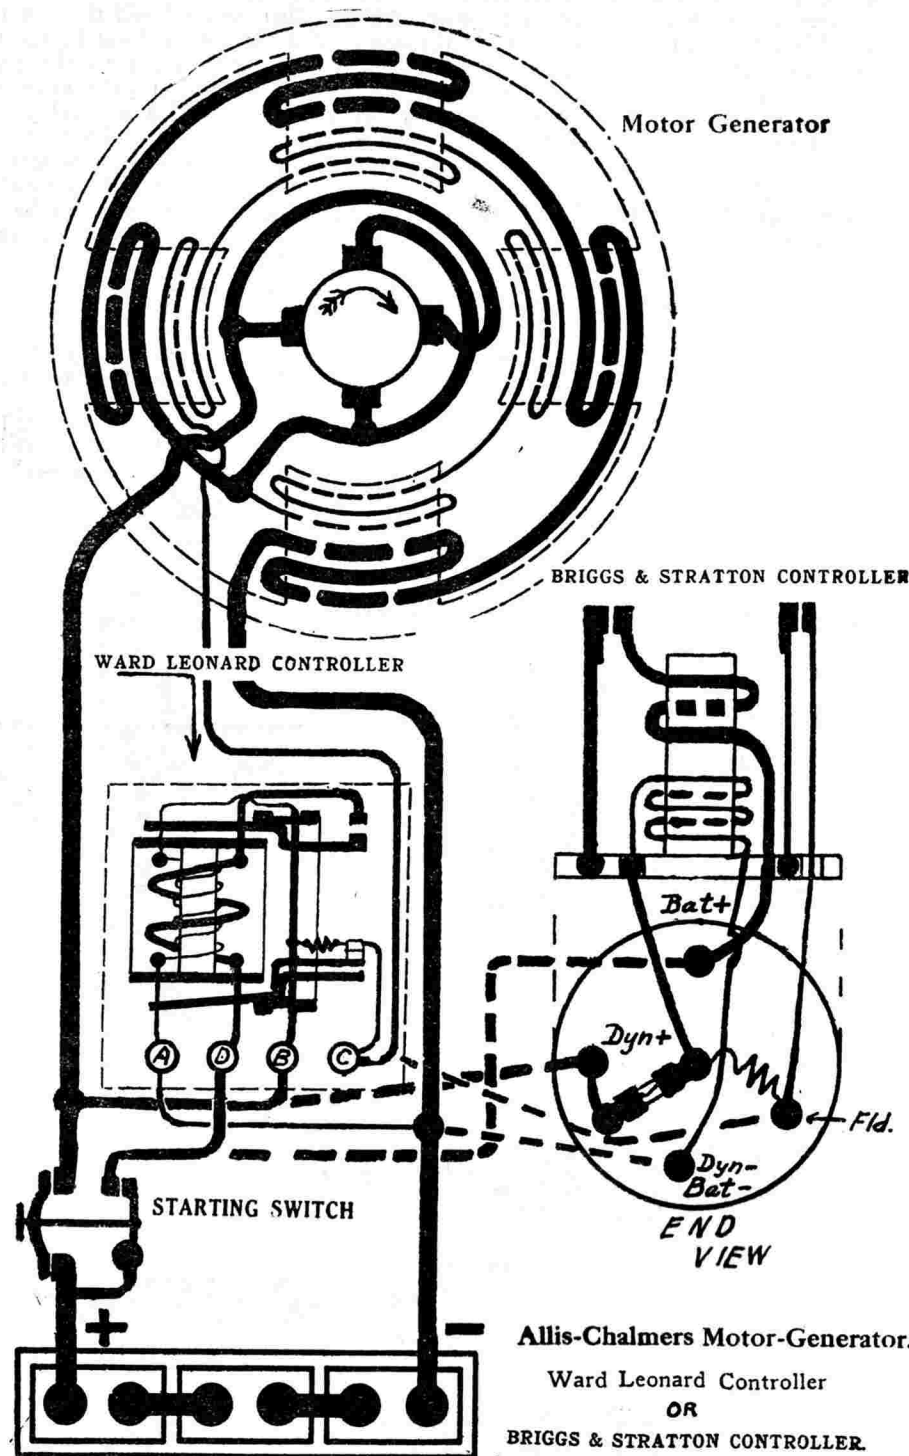 Motor Generator
BRIGGS & STRATTON CONTROLLER
WARD LEONARD CONTROLLER
Bat+
A D B C
Dyn+
Fld.
Dyn-
Bat-
STARTING SWITCH
END
VIEW
+ -
Allis-Chalmers Motor-Generator.
Ward Leonard Controller
OR
BRIGGS & STRATTON CONTROLLER.